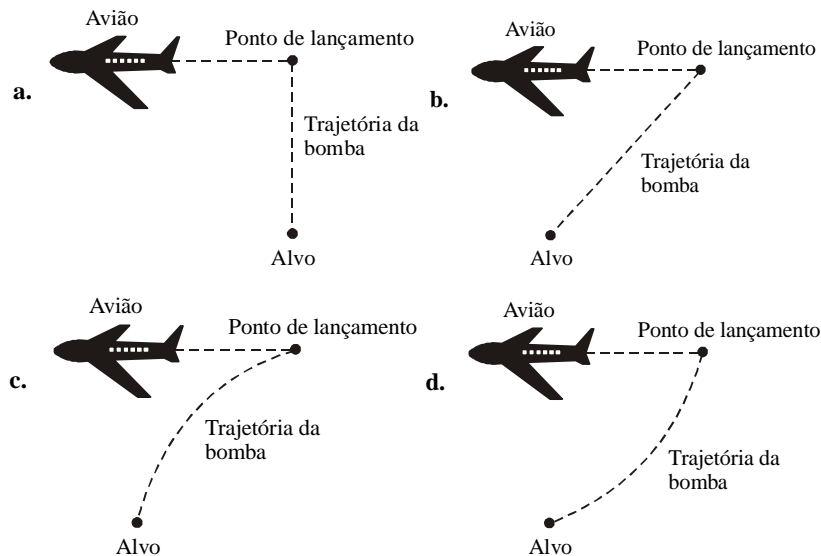 Avião
Ponto de lançamento
a.
Trajetória da
bomba
Alvo
Avião
Ponto de lançamento
b.
Trajetória da
bomba
Alvo
Avião
Ponto de lançamento
c.
Trajetória da
bomba
Alvo
Avião
Ponto de lançamento
d.
Trajetória da
bomba
Alvo